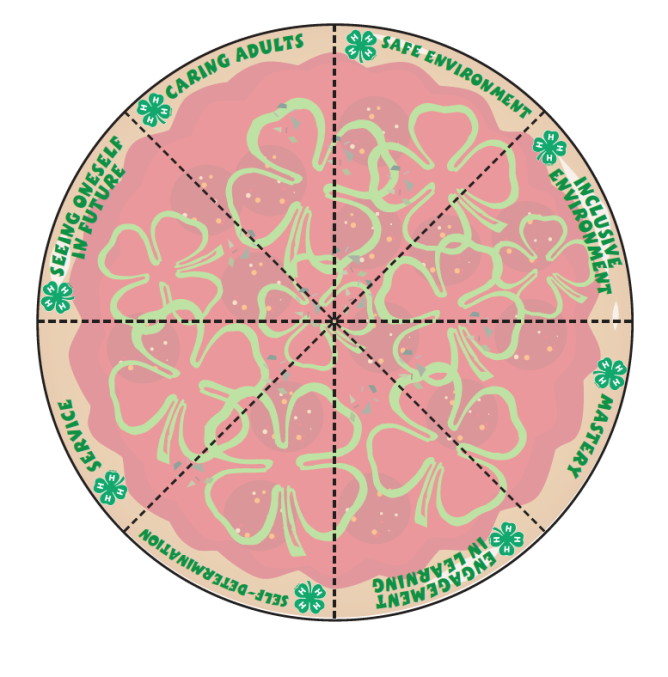 SAFE ENVIRONMENT
INCLUSIVE
ENVIRONMENT
MASTERY
ENGAGEMENT
IN LEARNING
SELF-DETERMINATION
SERVICE
SEEING ONESELF
IN FUTURE
CARING ADULTS
H H H H
H H H H
H H H H
H H H H
H H H H
H H H H
H H H H
H H H H